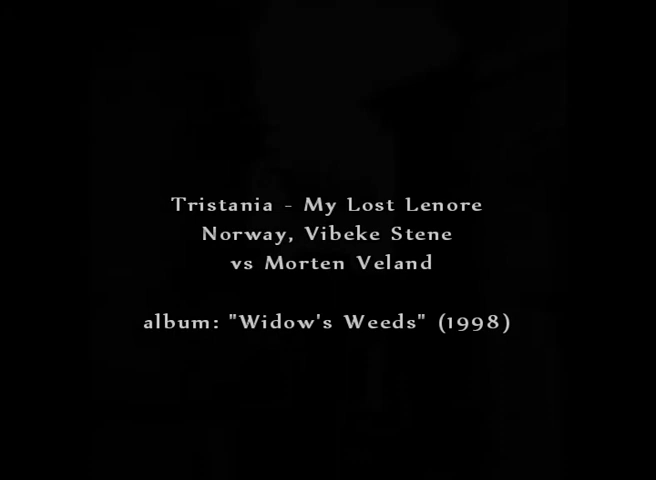 Tristania - My Lost Lenore
Norway, Vibeke Stene
vs Morten Veland
album: "Widow's Weeds" (1998)